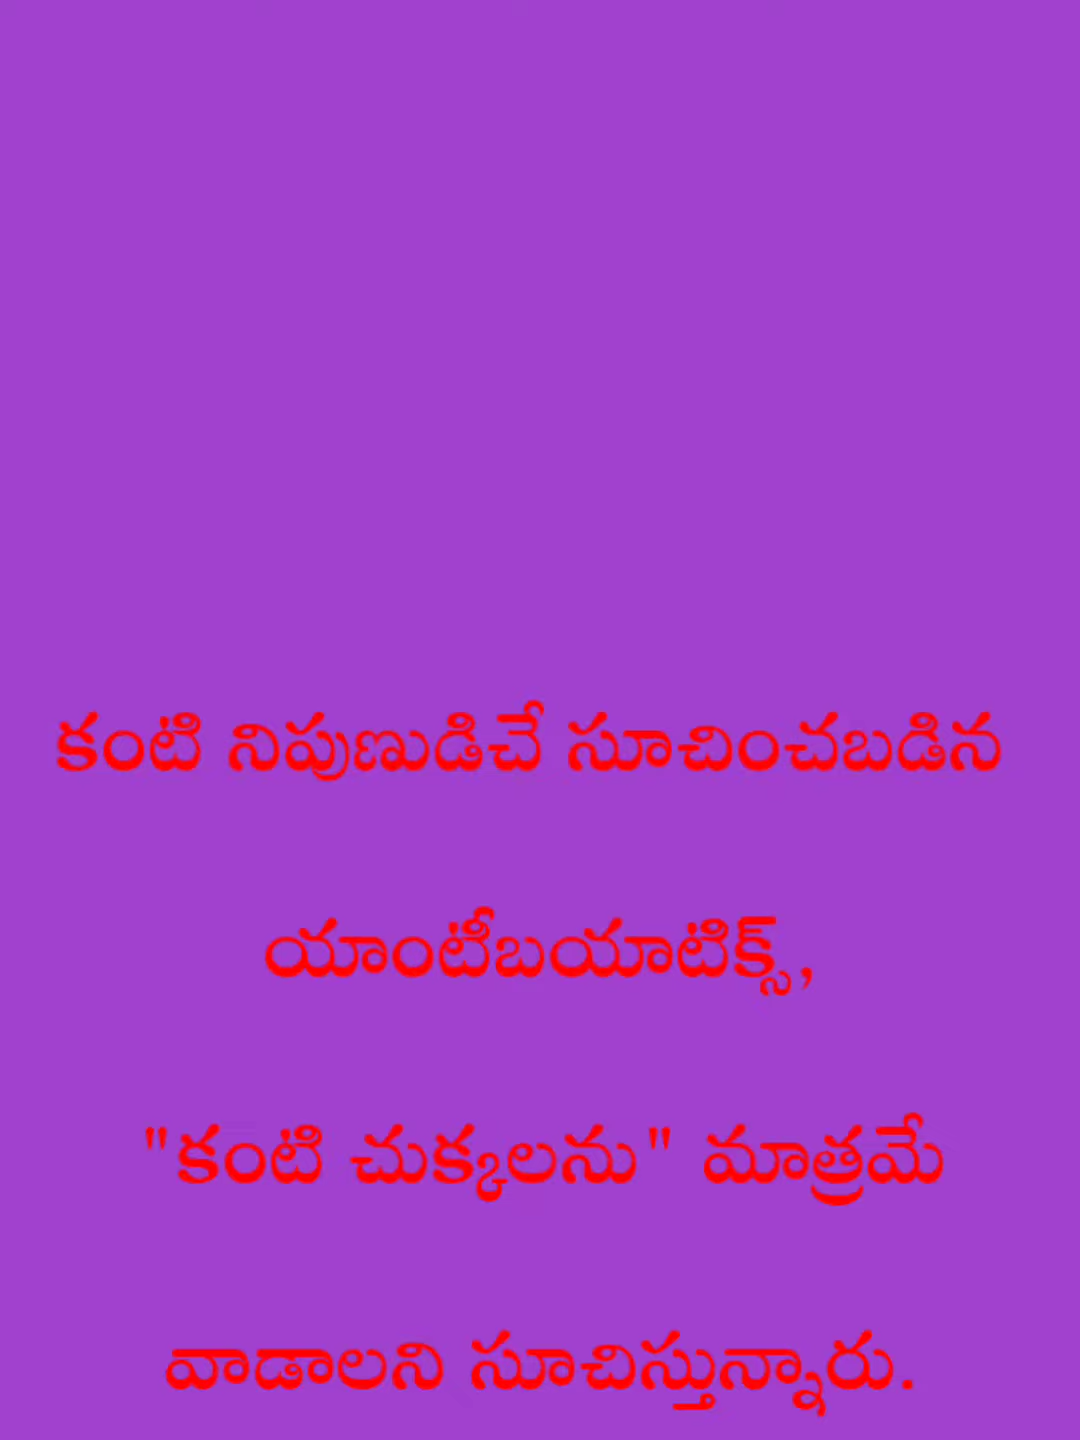 కంటి నిపుణుడిచే సూచించబడిన
యాంటీబయాటిక్స్,
"కంటి చుక్కలను" మాత్రమే
వాడాలని సూచిస్తున్నారు.